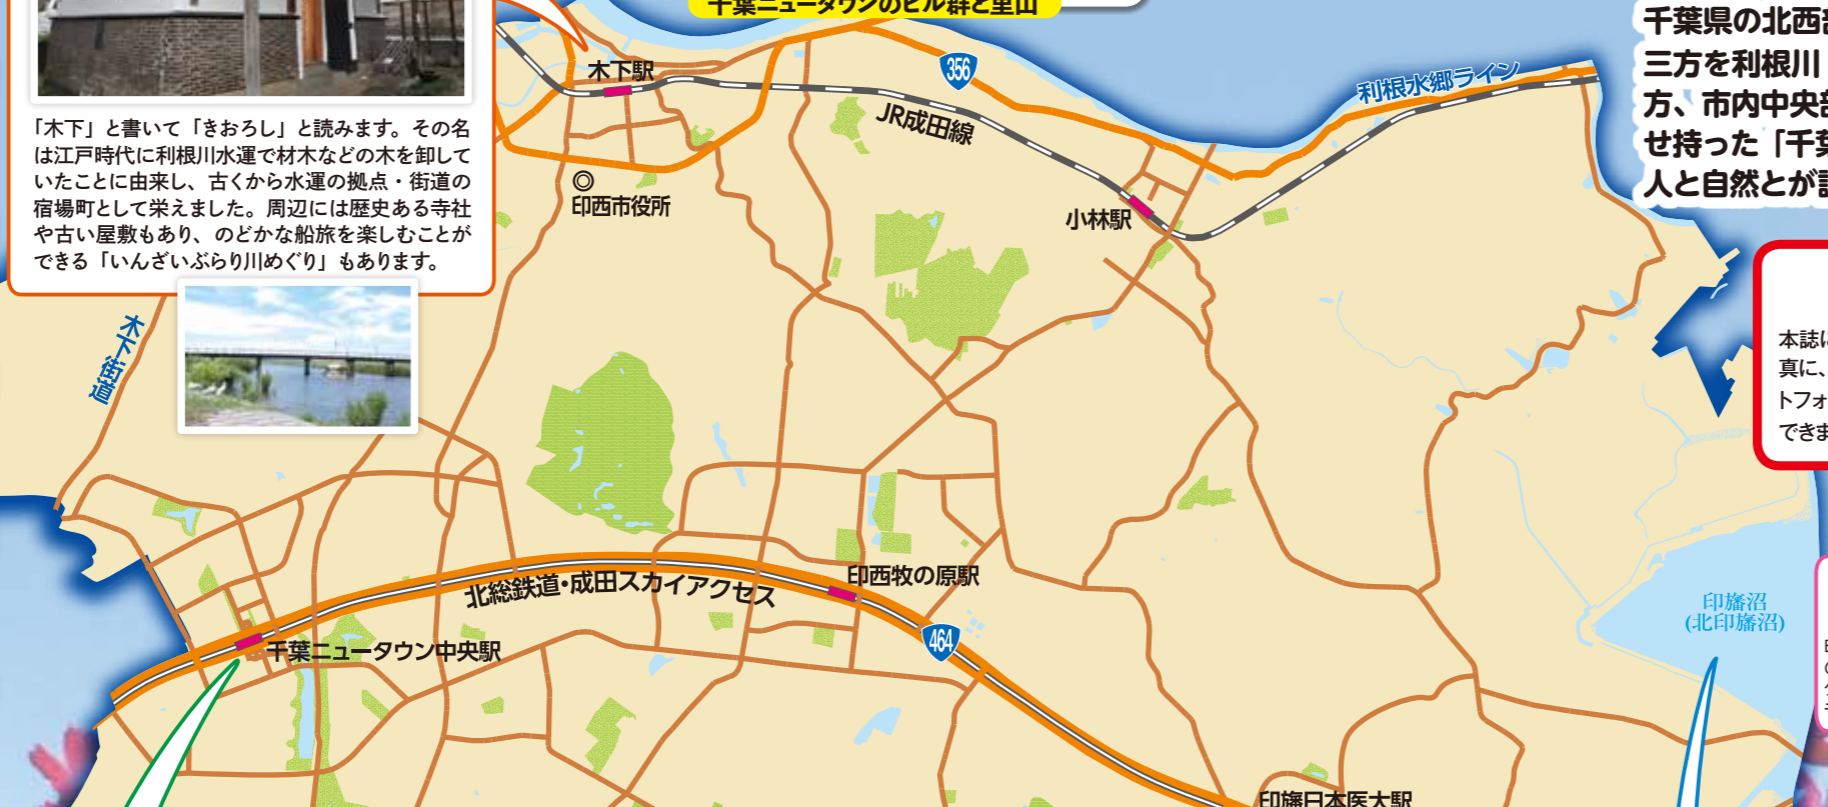 千葉ニュータウンのビル群と里山
「木下」と書いて「きおろし」と読みます。その名
は江戸時代に利根川水運で材木などの木を卸して
いたことに由来し、古くから水運の拠点・街道の
宿場町として栄えました。周辺には歴史ある寺社
や古い屋敷もあり、のどかな船旅を楽しむことが
できる「いんざいぶらり川めぐり」もあります。
木下駅
356
JR成田線
利根水郷ライン
◎
印西市役所
小林駅
木下街道
千葉県の北西部
三方を利根川
方、市内中央部
せ持った「千葉
人と自然とが調
本誌に
真に、
トフォ
できま
北総鉄道・成田スカイアクセス
印西牧の原駅
464
千葉ニュータウン中央駅
印旛沼
(北印旛沼)
印旛日本医大駅